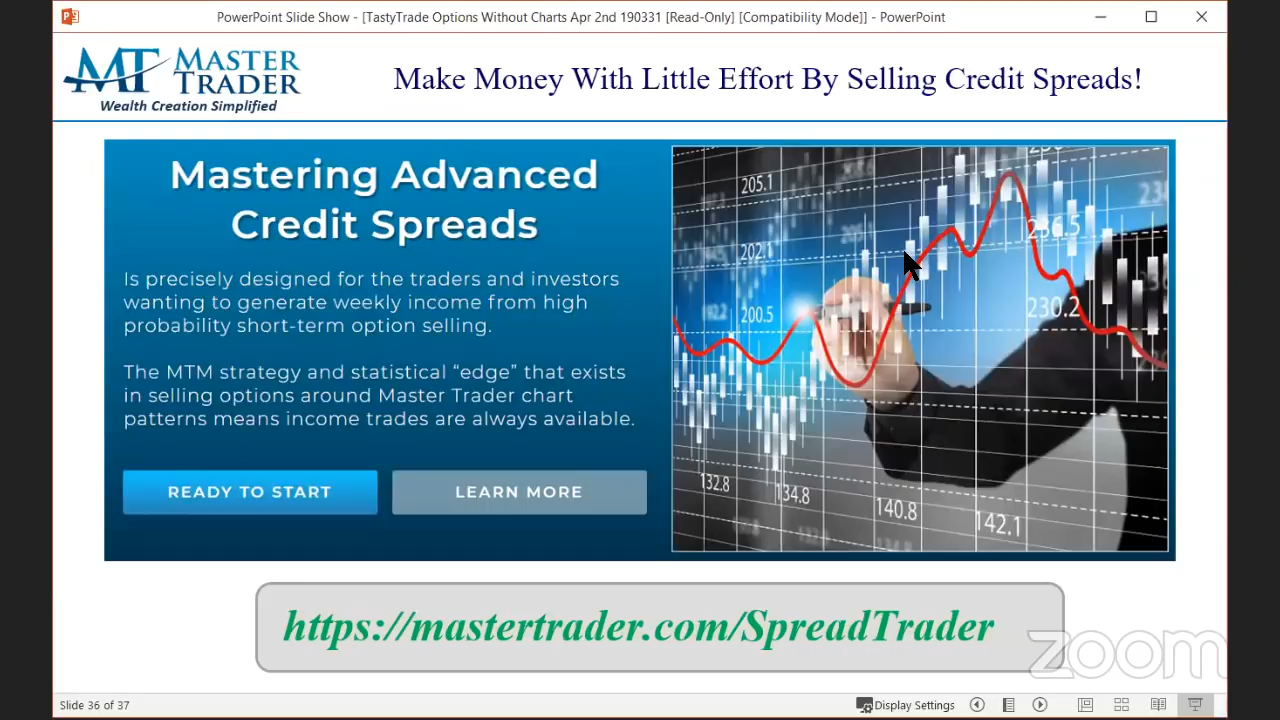 PowerPoint Slide Show - [TastyTrade Options Without Charts Apr 2nd 190331 [Read-Only] [Compatibility Mode]] - PowerPoint
MT MASTER
TRADER
Wealth Creation Simplified
Make Money With Little Effort By Selling Credit Spreads!
Mastering Advanced
Credit Spreads
Is precisely designed for the traders and investors
wanting to generate weekly income from high
probability short-term option selling.
The MTM strategy and statistical “edge” that exists
in selling options around Master Trader chart
patterns means income trades are always available.
READY TO START
LEARN MORE
205.1
202.1
192.2
200.5
236.5
230.2
132.8
134.8
140.8
142.1
https://mastertrader.com/SpreadTrader
zoom
Slide 36 of 37
Display Settings